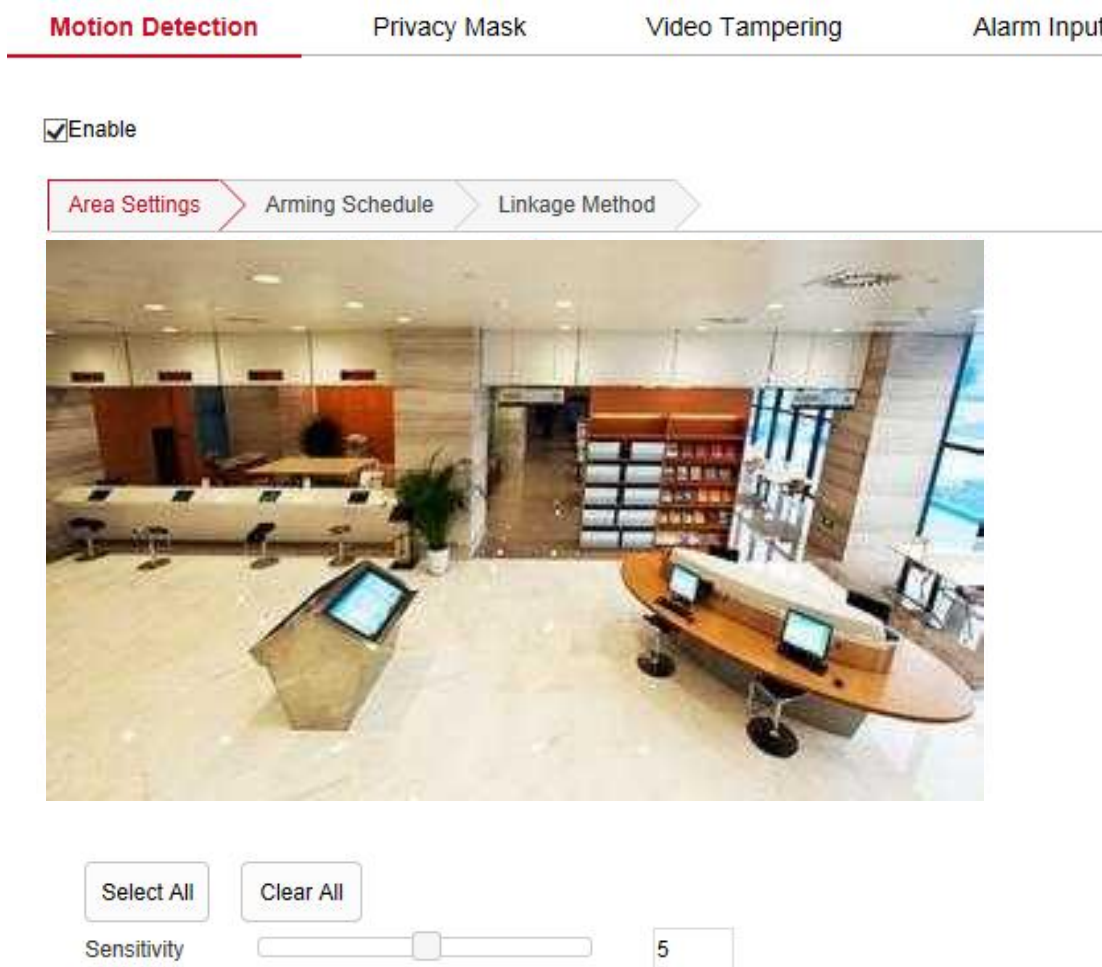 Motion Detection Privacy Mask Video Tampering Alarm Input
Enable
Area Settings Arming Schedule Linkage Method
Select All Clear All
Sensitivity 5